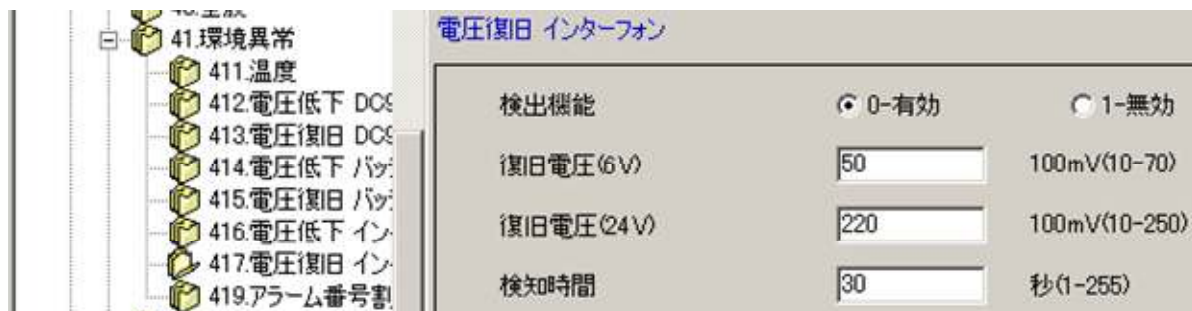 41.環境異常
411.温度
412.電圧低下 DC9
413.電圧復旧 DC9
414.電圧低下 バッ
415.電圧復旧 バッ
416.電圧低下 イン
417.電圧復旧 イン
419.アラーム番号割
電圧復旧 インターフォン
検出機能 0-有効 1-無効
復旧電圧(6V) 50 100mV(10-70)
復旧電圧(24V) 220 100mV(10-250)
検知時間 30 秒(1-255)